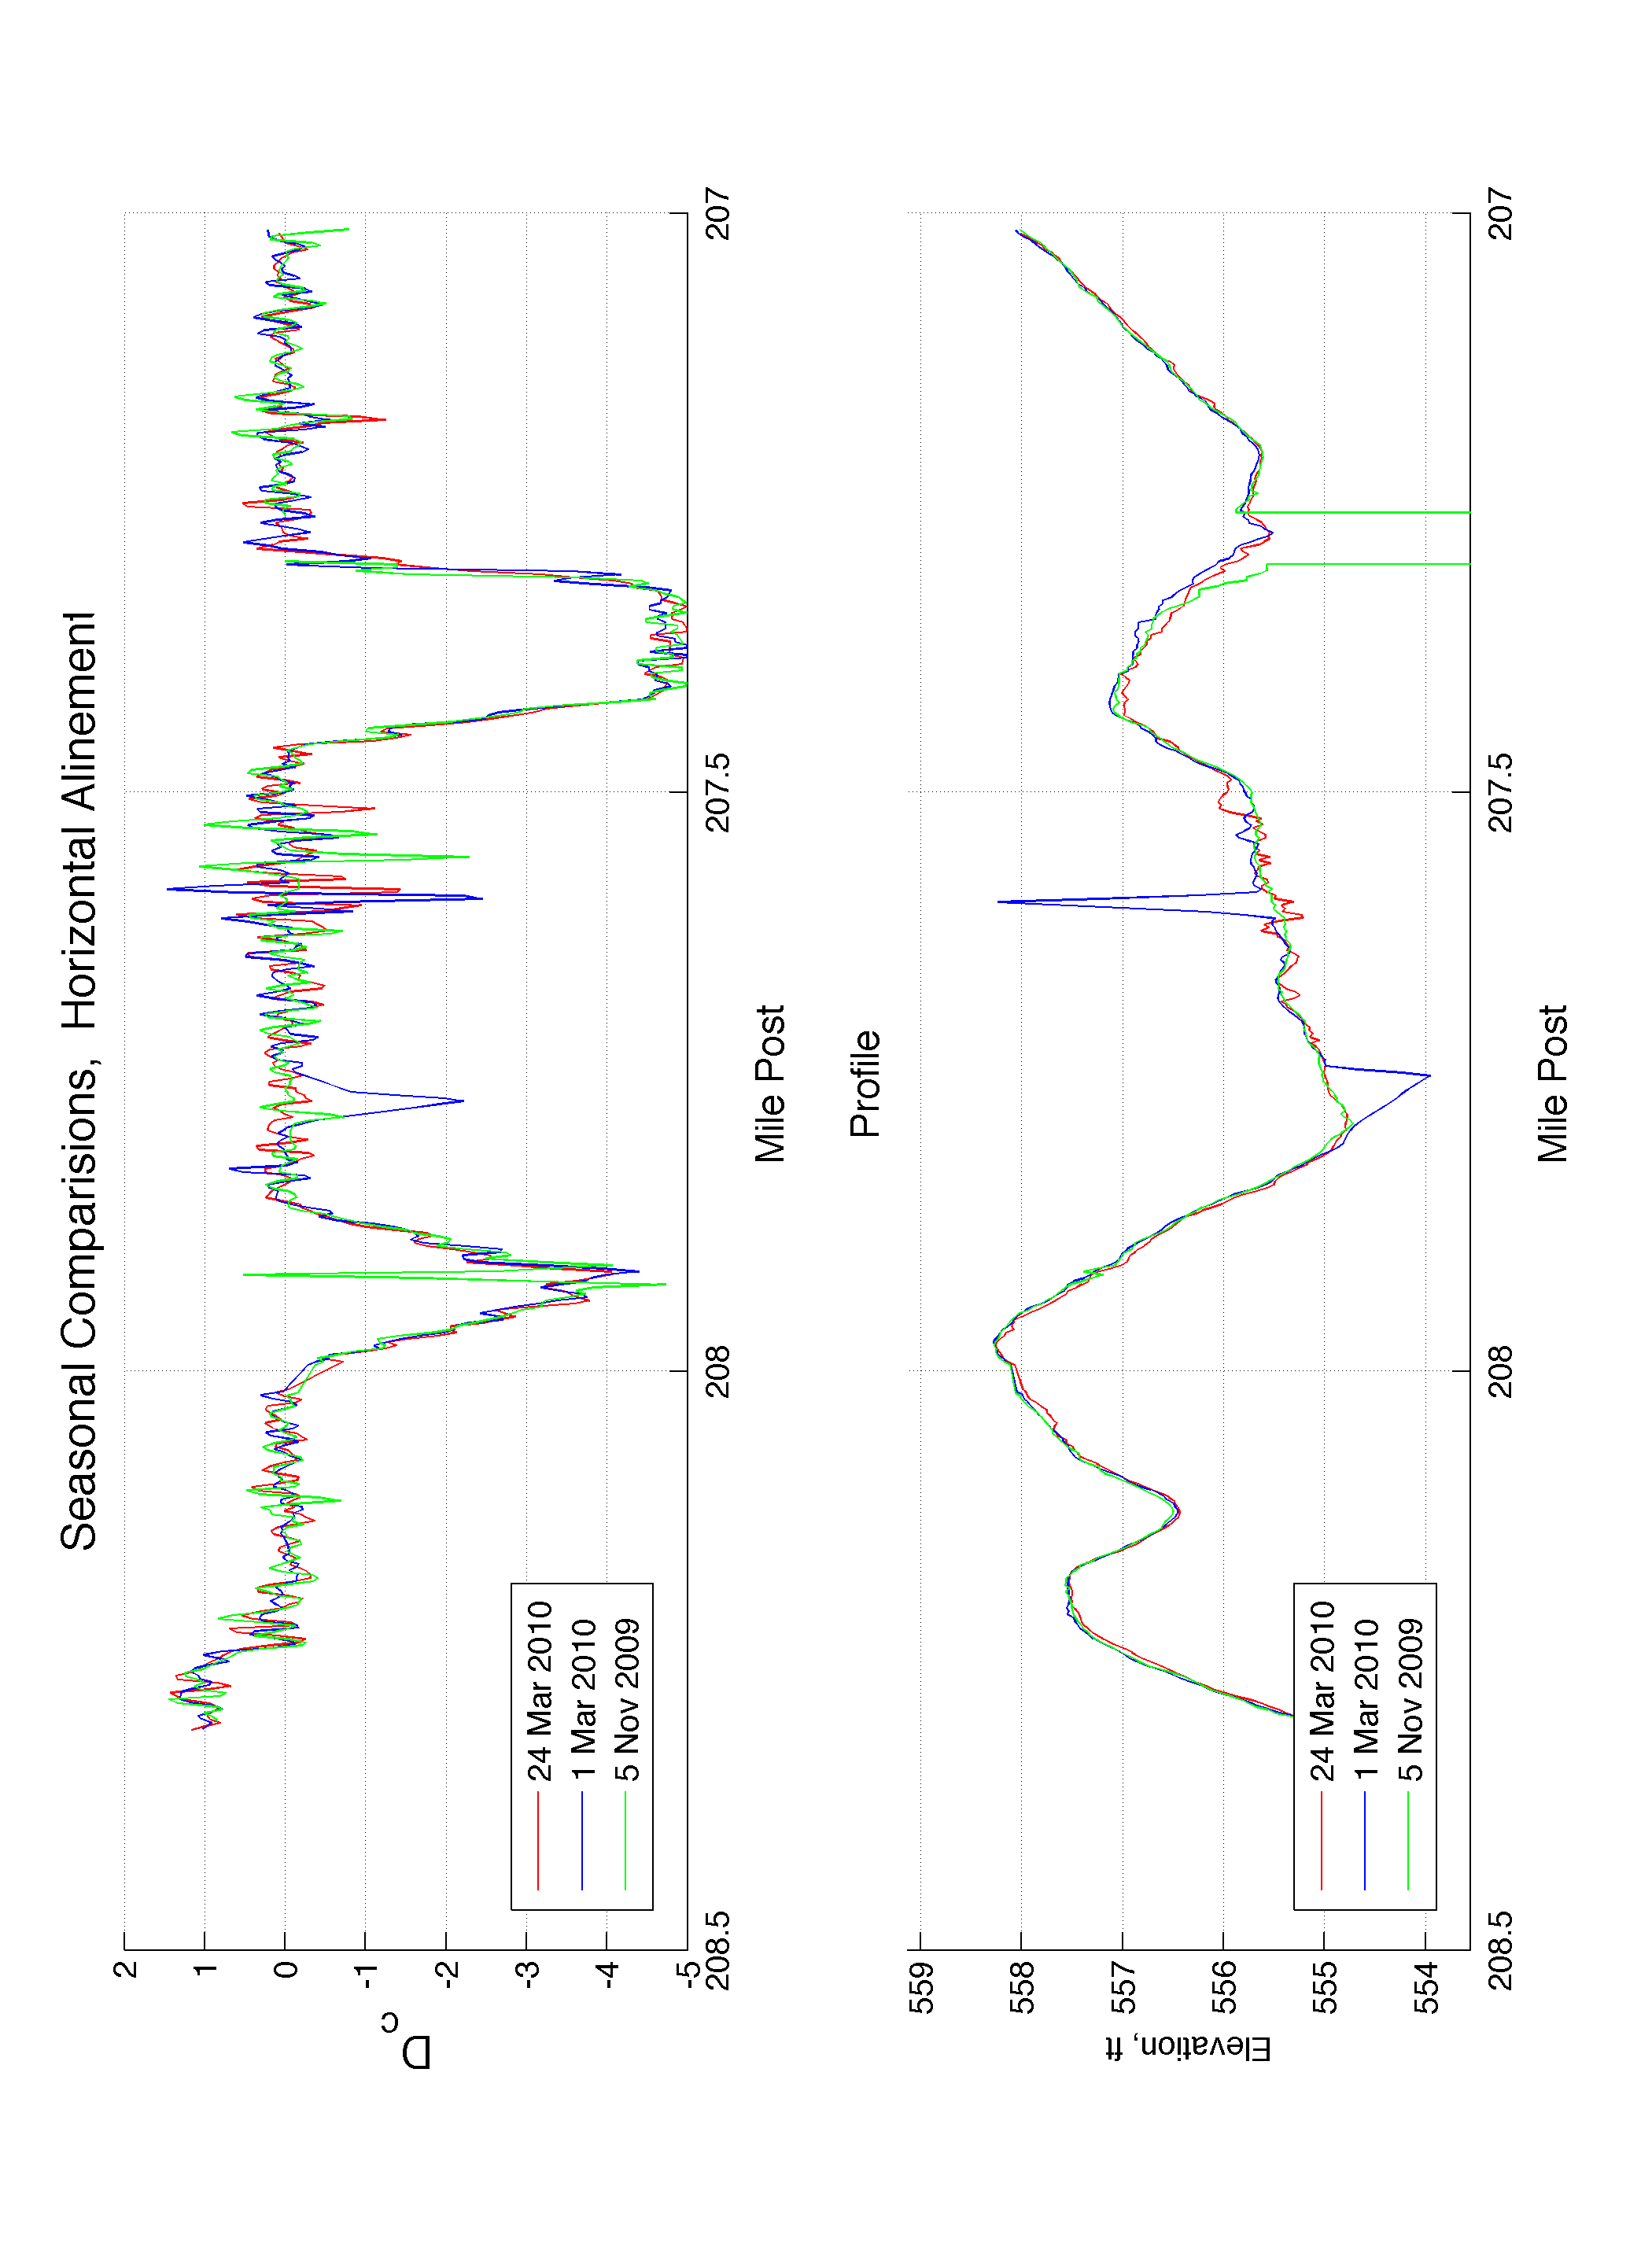 Seasonal Comparisions, Horizontal Alinement
2
1
0
-1
-2
-3
-4
-5
D c
208.5
208
207.5
207
Mile Post
24 Mar 2010
1 Mar 2010
5 Nov 2009
Profile
559
558
557
556
555
554
Elevation, ft
208.5
208
207.5
207
Mile Post
24 Mar 2010
1 Mar 2010
5 Nov 2009